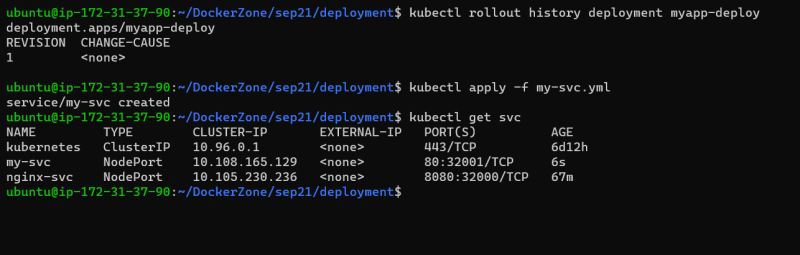 ubuntu@ip-172-31-37-90:~/DockerZone/sep21/deployment$ kubectl rollout history deployment myapp-deploy
deployment.apps/myapp-deploy
REVISION  CHANGE-CAUSE
1         <none>

ubuntu@ip-172-31-37-90:~/DockerZone/sep21/deployment$ kubectl apply -f my-svc.yml
service/my-svc created
ubuntu@ip-172-31-37-90:~/DockerZone/sep21/deployment$ kubectl get svc
NAME         TYPE        CLUSTER-IP       EXTERNAL-IP   PORT(S)          AGE
kubernetes   ClusterIP   10.96.0.1        <none>        443/TCP          6d12h
my-svc       NodePort    10.108.165.129   <none>        80:32001/TCP     6s
nginx-svc    NodePort    10.105.230.236   <none>        8080:32000/TCP   67m
ubuntu@ip-172-31-37-90:~/DockerZone/sep21/deployment$